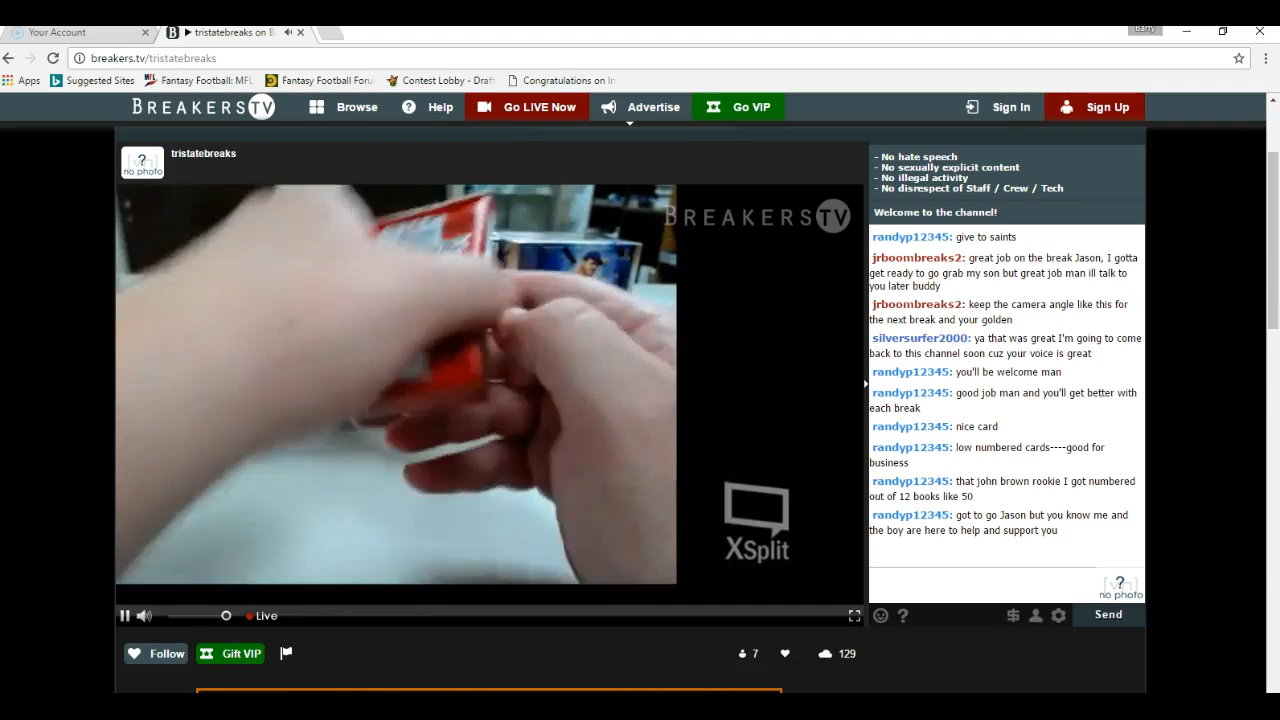 Your Account
tristatebreaks on B
Barry
breakers.tv/tristatebreaks
Apps
Suggested Sites
Fantasy Football: MFL
Fantasy Football Foru
Contest Lobby - Draft
Congratulations on In
BREAKERS TV
Browse
Help
Go LIVE Now
Advertise
Go VIP
Sign In
Sign Up
? no photo
tristatebreaks
BREAKERS TV
XSplit
- No hate speech
- No sexually explicit content
- No illegal activity
- No disrespect of Staff / Crew / Tech
Welcome to the channel!
randyp12345: give to saints
jrboombreaks2: great job on the break Jason, I gotta
get ready to go grab my son but great job man ill talk to
you later buddy
jrboombreaks2: keep the camera angle like this for
the next break and your golden
silversurfer2000: ya that was great I'm going to come
back to this channel soon cuz your voice is great
randyp12345: you'll be welcome man
randyp12345: good job man and you'll get better with
each break
randyp12345: nice card
randyp12345: low numbered cards----good for
business
randyp12345: that john brown rookie I got numbered
out of 12 books like 50
randyp12345: got to go Jason but you know me and
the boy are here to help and support you
? no photo
Live
Send
Follow
Gift VIP
7
129